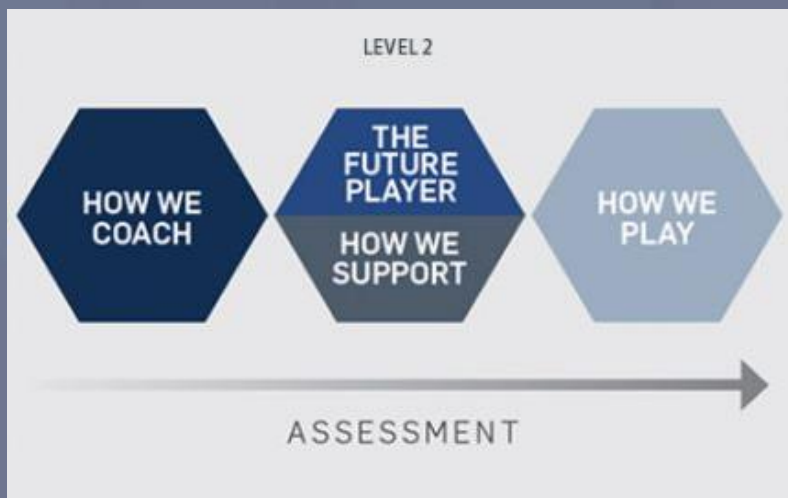 LEVEL 2
HOW WE
COACH
THE
FUTURE
PLAYER
HOW WE
SUPPORT
HOW WE
PLAY
ASSESSMENT